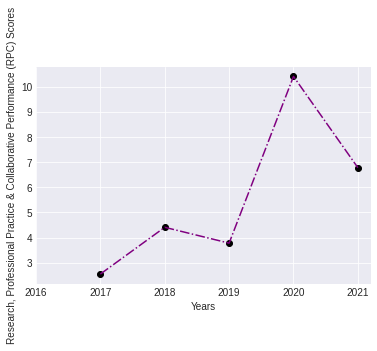 Research, Professional Practice & Collaborative Performance (RPC) Scores
10
9
8
7
6
5
4
3
2016 2017 2018 2019 2020 2021
Years